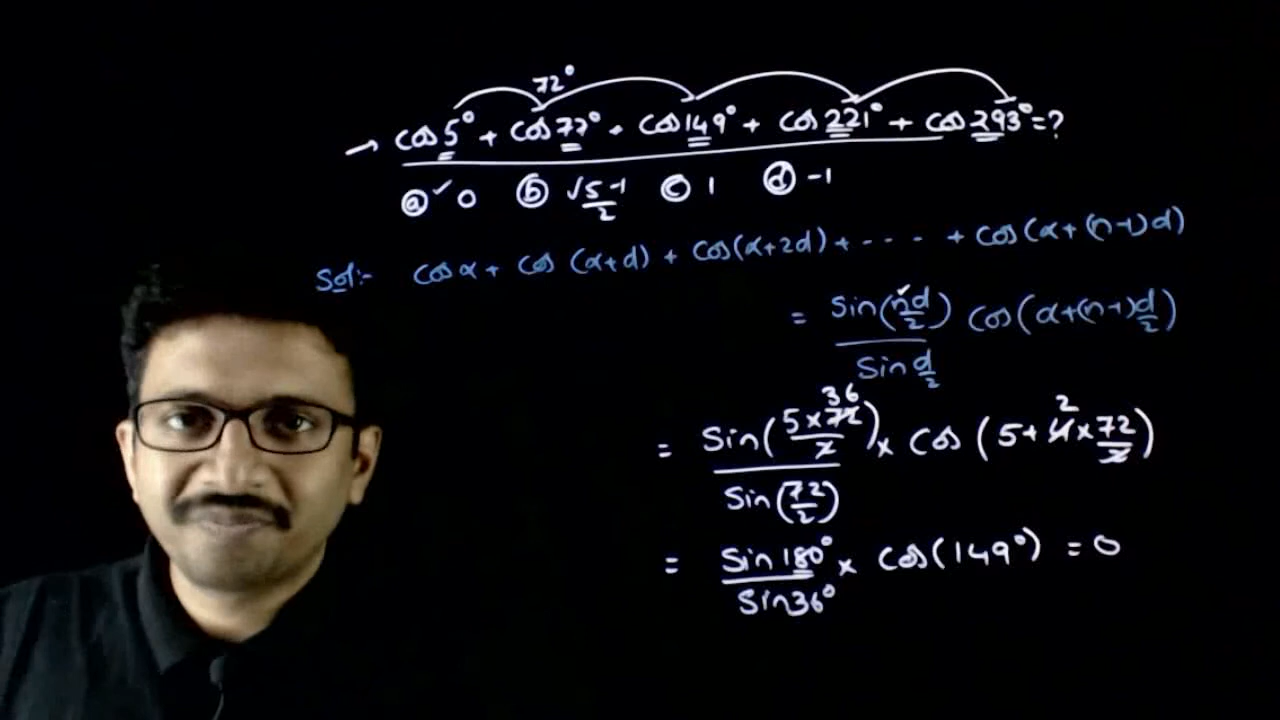 72°
→ cos5° + cos77° + cos149° + cos221° + cos293° = ?
ⓐ ✓ 0 ⓑ √5-1/2 ⓒ 1 ⓓ -1
Sol:- cosα + cos (α+d) + cos(α+2d) + - - - - + cos(α+(n-1)d)
= Sin(nd/2)/Sin d/2 cos(α+(n-1)d/2)
36 2
= Sin(5×72/2)/Sin(72/2) × cos (5+4×72/2)
= Sin180°/Sin36° × cos(149°) = 0